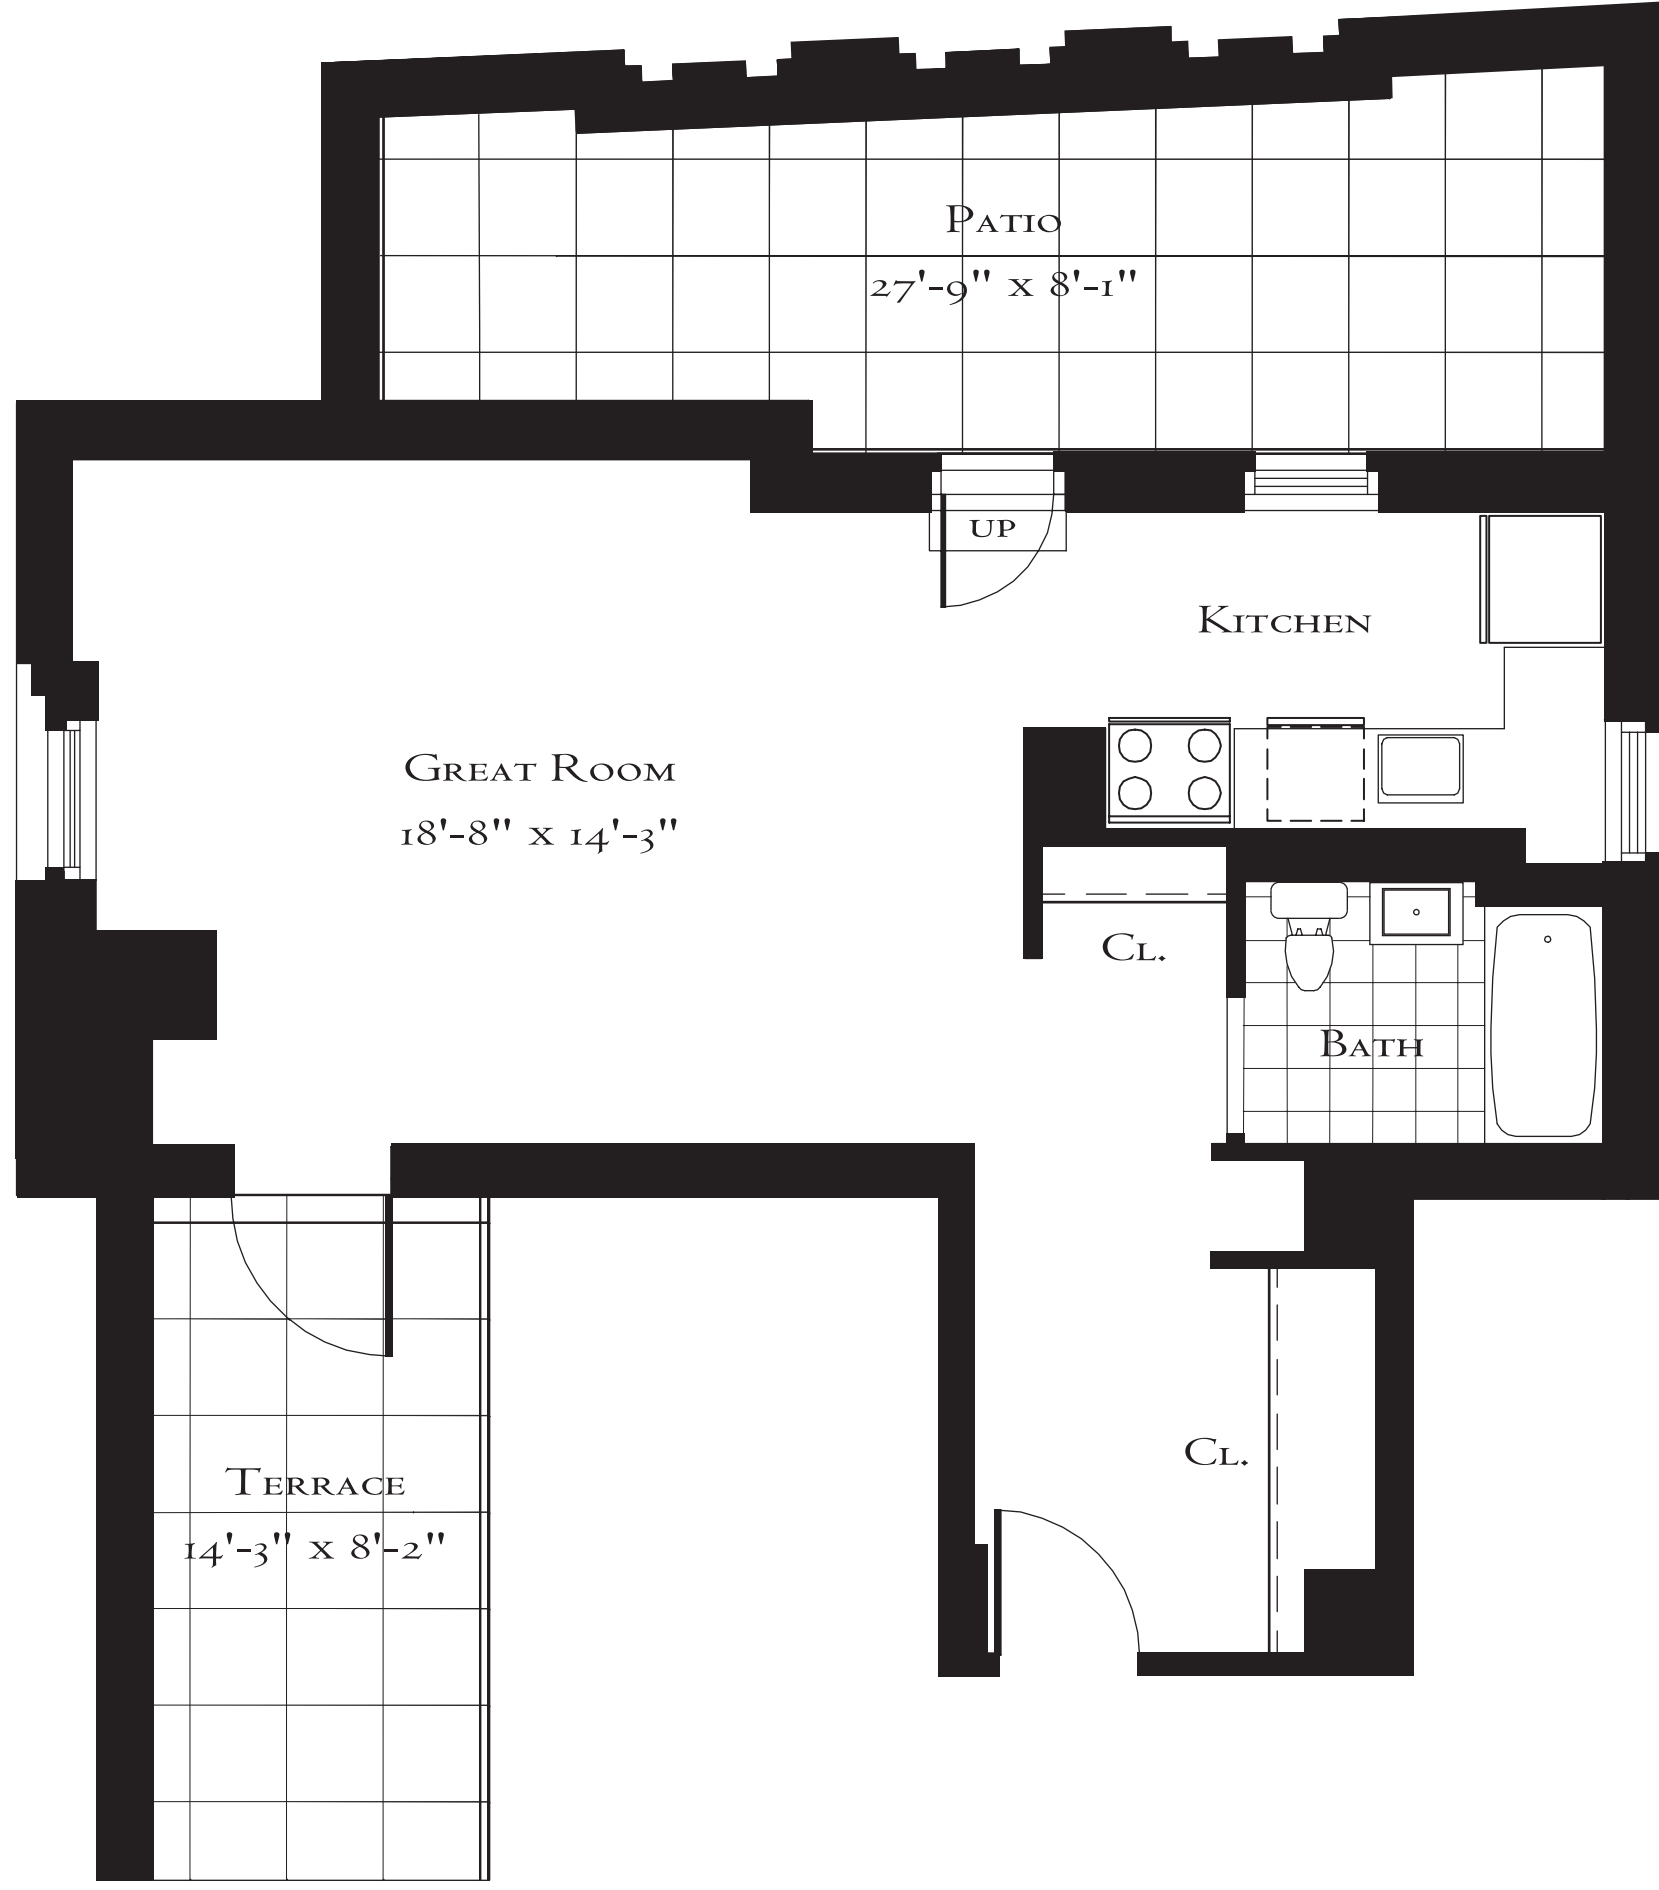 Patio
27'-9" x 8'-1"
UP
Kitchen
Great Room
18'-8" x 14'-3"
Cl.
Bath
Cl.
Terrace
14'-3" x 8'-2"